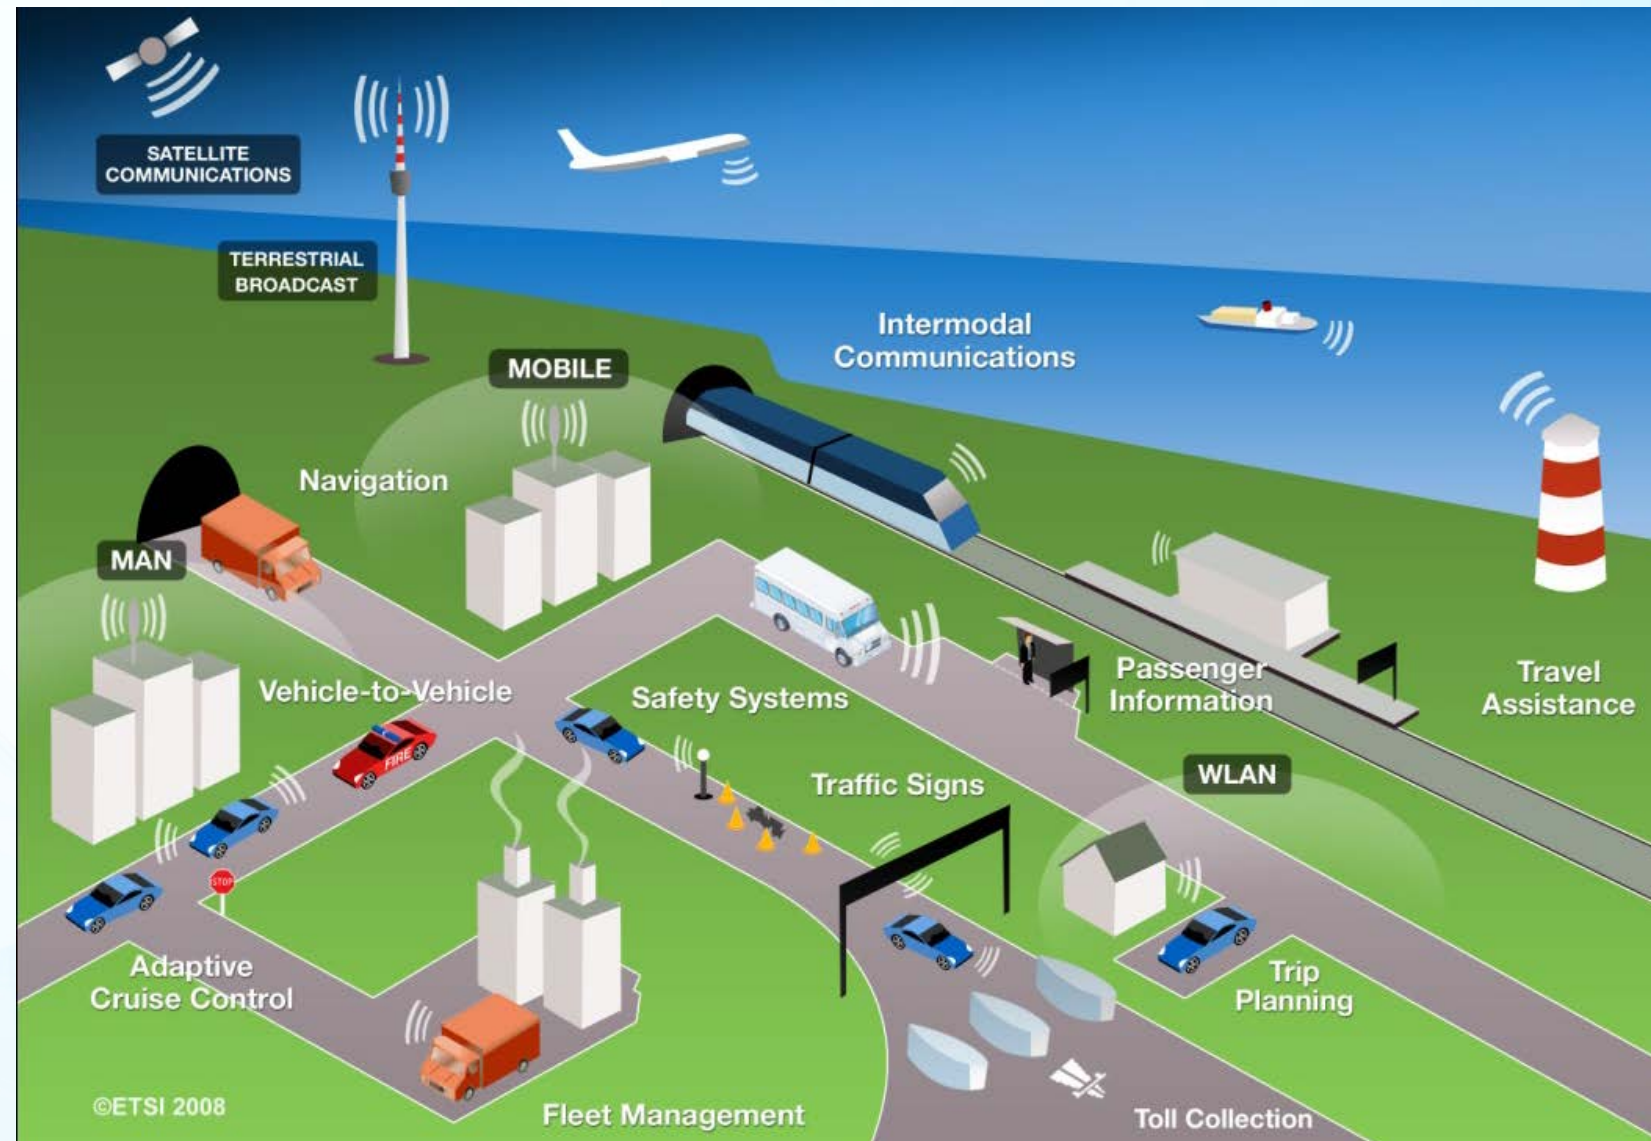 SATELLITE
COMMUNICATIONS
TERRESTRIAL
BROADCAST
Intermodal
Communications
MOBILE
Navigation
MAN
Vehicle-to-Vehicle
Safety Systems
Passenger
Information
Travel
Assistance
FIRE
Traffic Signs
WLAN
STOP
Adaptive
Cruise Control
Trip
Planning
©ETSI 2008
Fleet Management
Toll Collection